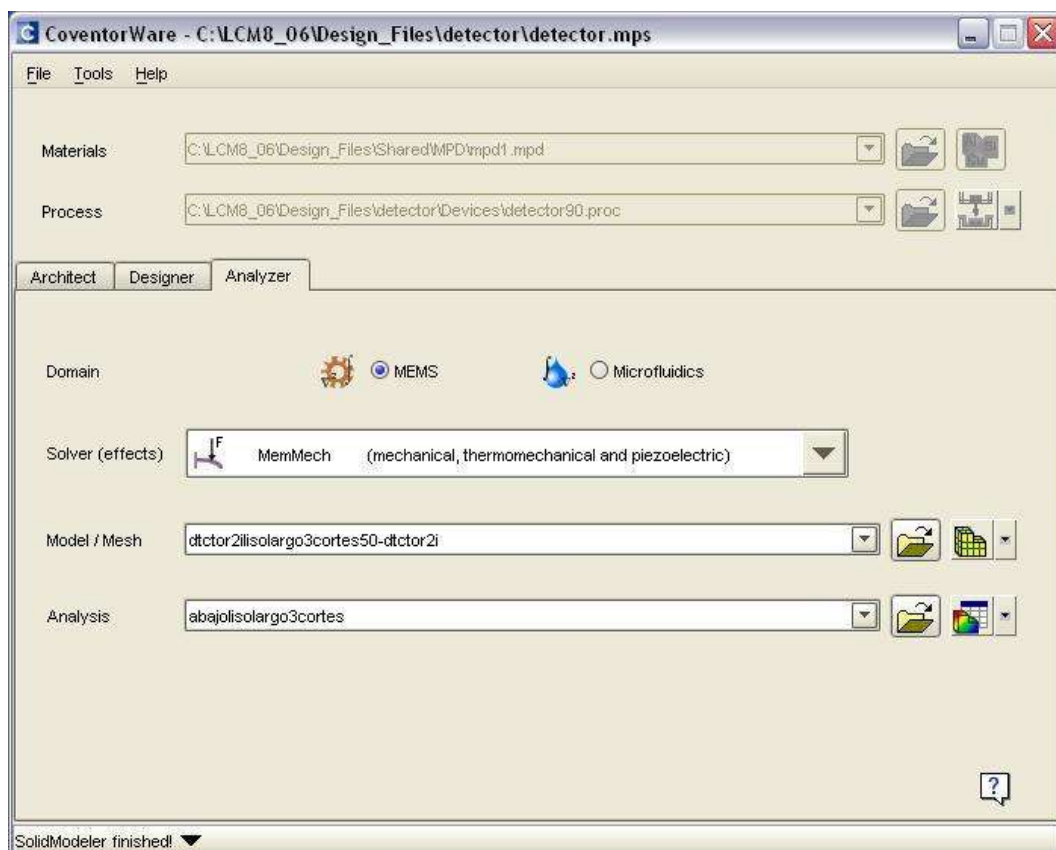 CoventorWare - C:\LCM8_06\Design_Files\detector\detector.mps
File Tools Help
Materials C:\LCM8_06\Design_Files\Shared\MPD\mpd1.mpd
Process C:\LCM8_06\Design_Files\detector\Devices\detector90.proc
Architect Designer Analyzer
Domain MEMS Microfluidics
Solver (effects) F MemMech (mechanical, thermomechanical and piezoelectric)
Model / Mesh dtctor2ilisolargo3cortes50-dtctor2i
Analysis abajolisolargo3cortes
?
SolidModeler finished!